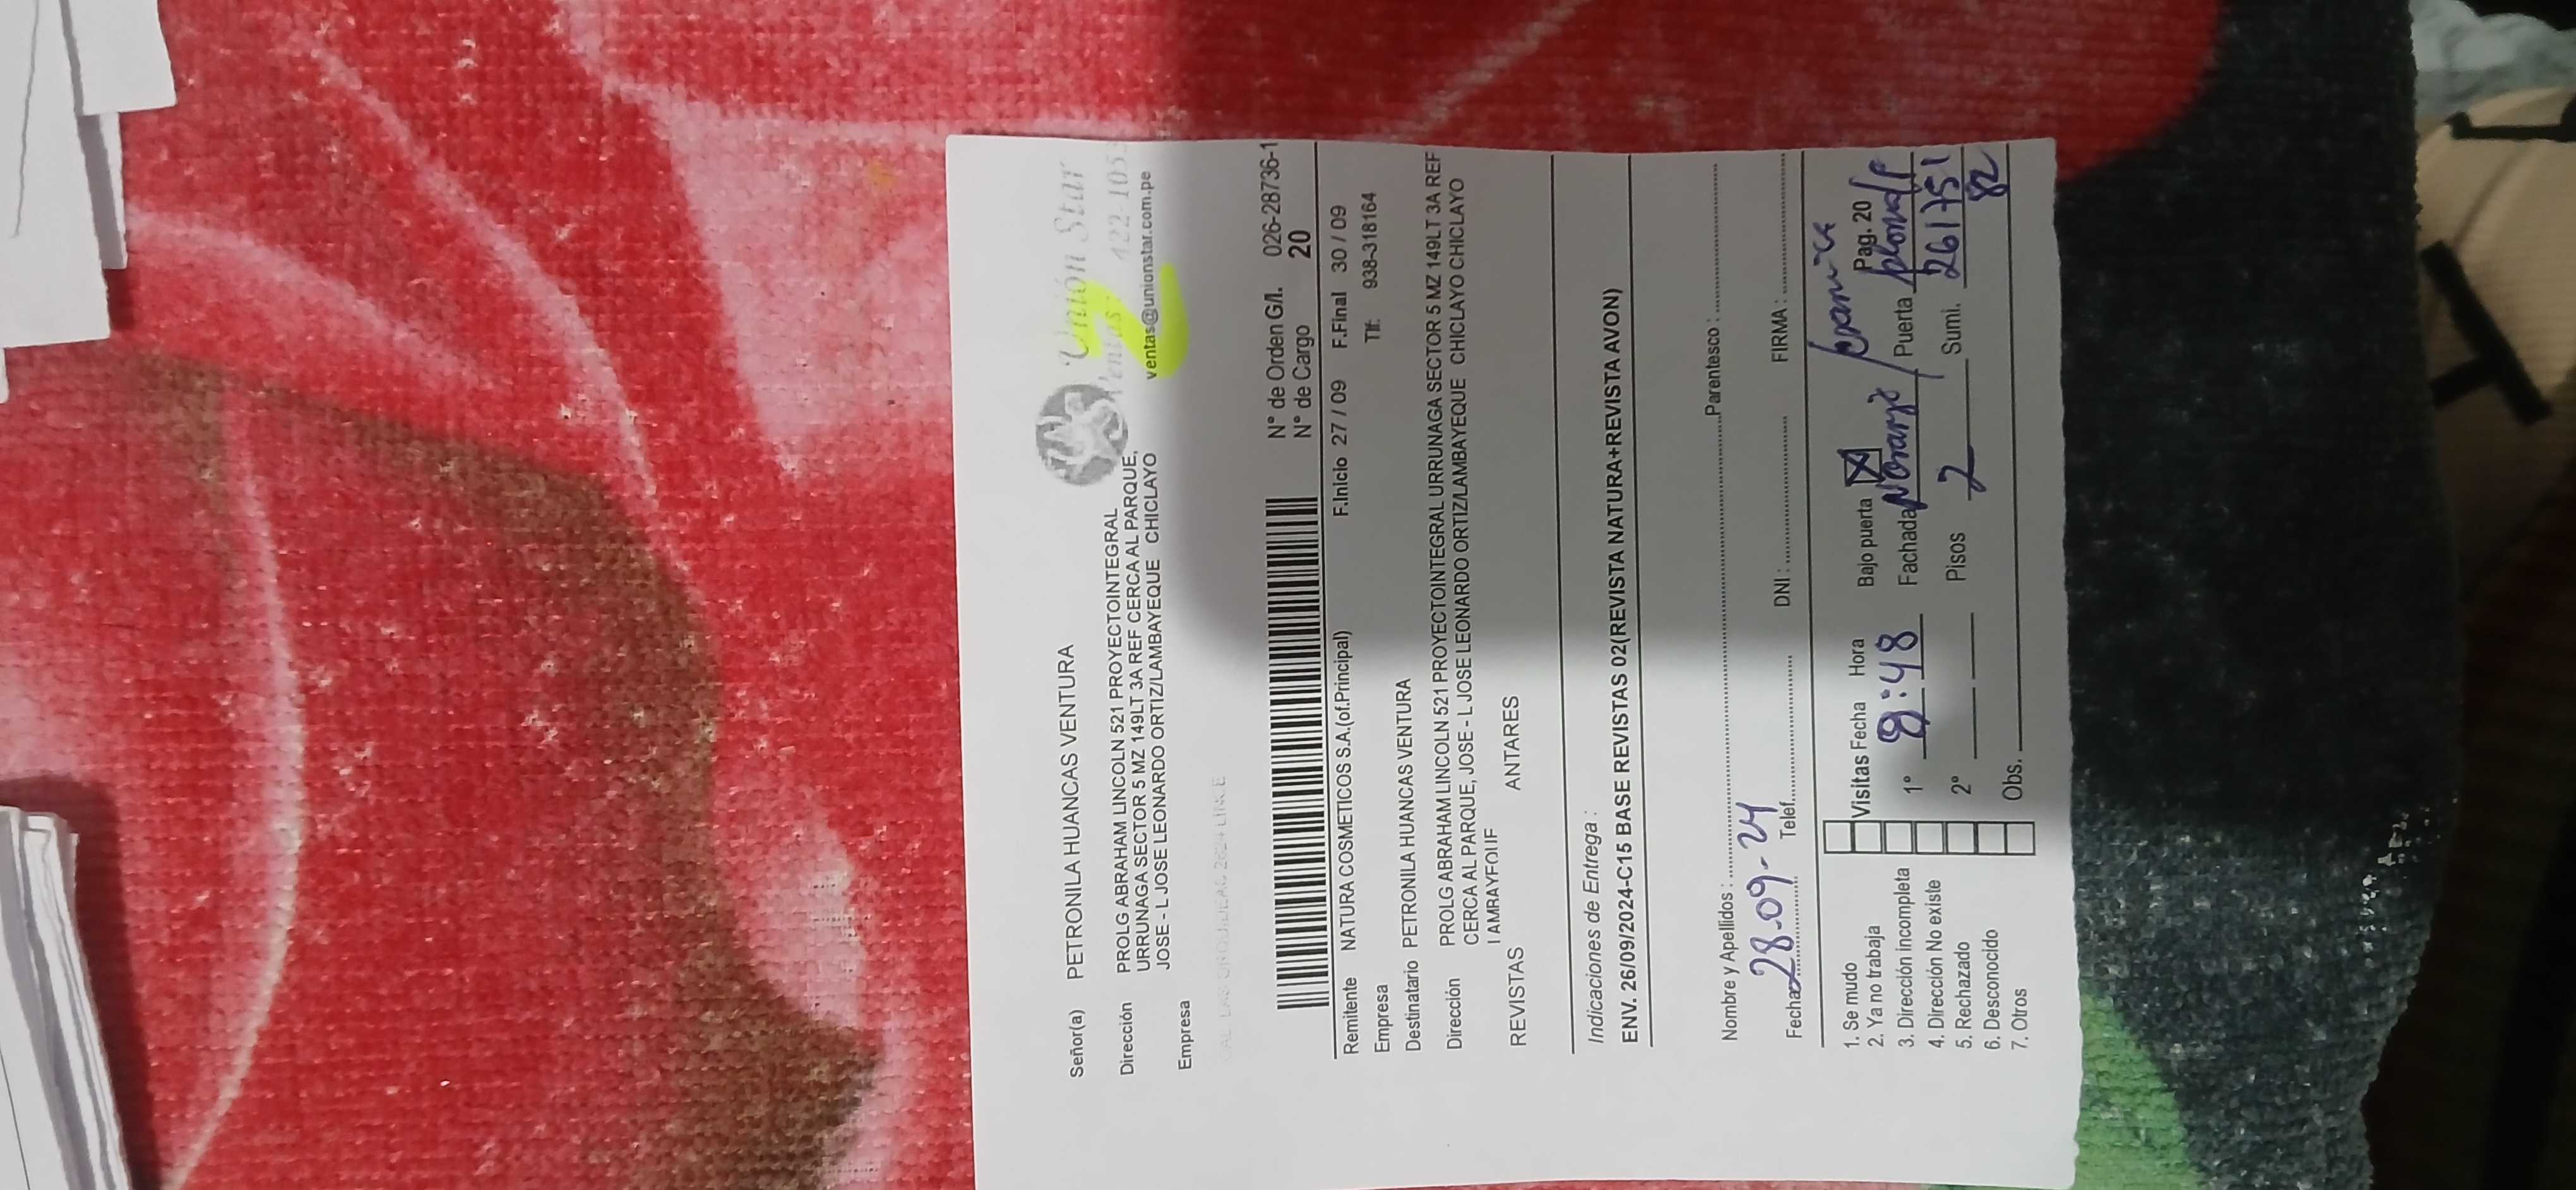 Unión Star
Ventas: 422-105
ventas@unionstar.com.pe
Señor(a) PETRONILA HUANCAS VENTURA
Dirección PROLG ABRAHAM LINCOLN 521 PROYECTOINTEGRAL
URRUNAGA SECTOR 5 MZ 149LT 3A REF CERCA AL PARQUE,
JOSE - L JOSE LEONARDO ORTIZ/LAMBAYEQUE CHICLAYO
Empresa
N° de Orden G/I. 026-28736-1
N° de Cargo 20
Remitente NATURA COSMETICOS S.A,(of.Principal) F.Inicio 27 / 09 F.Final 30 / 09
Empresa Tlf: 938-318164
Destinatario PETRONILA HUANCAS VENTURA
Dirección PROLG ABRAHAM LINCOLN 521 PROYECTOINTEGRAL URRUNAGA SECTOR 5 MZ 149LT 3A REF
CERCA AL PARQUE, JOSE - L JOSE LEONARDO ORTIZ/LAMBAYEQUE CHICLAYO CHICLAYO
LAMBAYEQUE
REVISTAS ANTARES
Indicaciones de Entrega :
ENV. 26/09/2024-C15 BASE REVISTAS 02(REVISTA NATURA+REVISTA AVON)
Nombre y Apellidos : Parentesco :
Fecha 28-09-24 Telef. DNI : FIRMA :
1. Se mudo
2. Ya no trabaja
3. Dirección incompleta
4. Dirección No existe
5. Rechazado
6. Desconocido
7. Otros
Visitas Fecha Hora Bajo puerta X Pag. 20
1° 8:48 Fachada Naranja / Puerta
2° Pisos 2 Sumi. 261751
82
Obs.